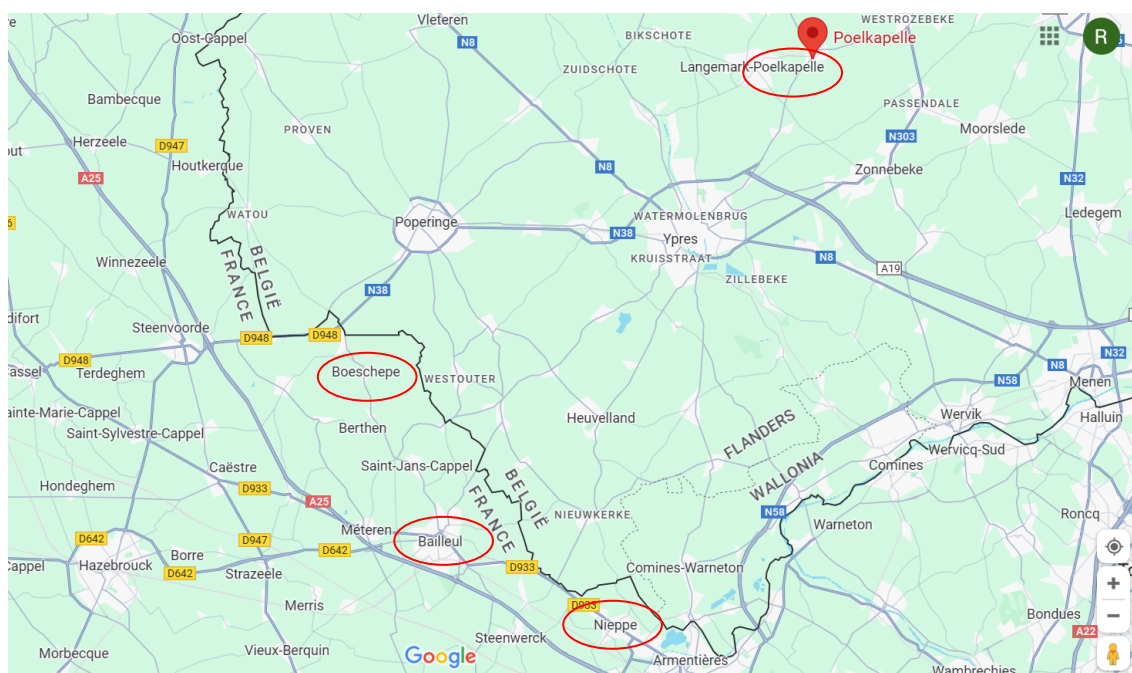 Vleteren
WESTROZEBEKE
Oost-Cappel
N8
BIKSCHOTE
Poelkapelle
R
ZUIDSCHOTE
Langemark-Poelkapelle
Bambecque
PASSENDALE
PROVEN
N303
Moorslede
Herzeele
D947
Houtkerque
N8
Zonnebeke
A25
N32
WATOU
Poperinge
WATERMOLENBRUG
Ledegem
N38
Ypres
Winnezeele
FRANCE
BELGIË
KRUISSTRAAT
N8
A19
ZILLEBEKE
N38
Steenvoorde
D948
D948
D948
Terdeghem
Boeschepe
WESTOUTER
N32
N8
N58
Menen
Heuvelland
FLANDERS
Wervik
Halluin
Berthen
Saint-Sylvestre-Cappel
Wervicq-Sud
Saint-Jans-Cappel
WALLONIA
Comines
Caëstre
Hondeghem
D933
FRANCE
BELGIË
A25
NIEUWKERKE
N58
Warneton
Roncq
Méteren
Bailleul
D642
D947
D642
Borre
Hazebrouck
D642
Strazeele
D933
Comines-Warneton
Merris
D933
Nieppe
Bondues
Steenwerck
A22
Morbecque
Vieux-Berquin
Google
Armentières
Wambrechies